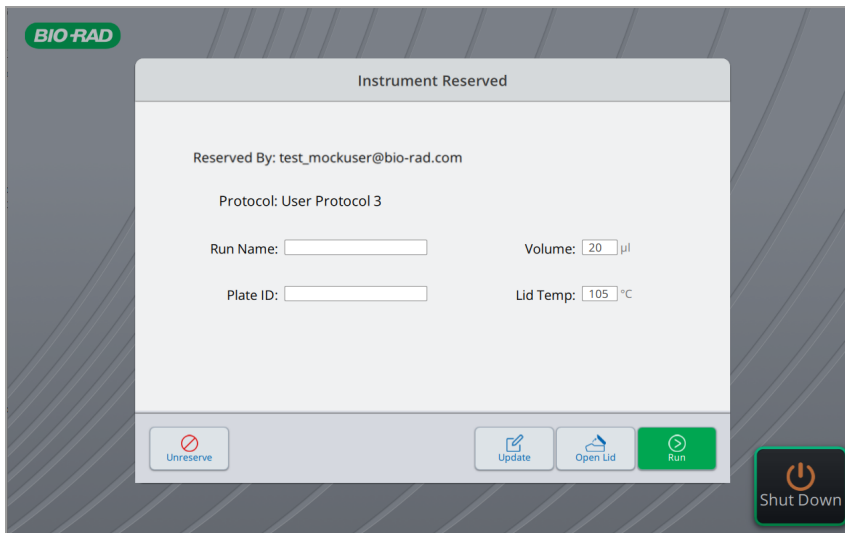 BIO-RAD
Instrument Reserved
Reserved By: test_mockuser@bio-rad.com
Protocol: User Protocol 3
Run Name:
Volume: 20 µl
Plate ID:
Lid Temp: 105 °C
Unreserve
Update
Open Lid
Run
Shut Down